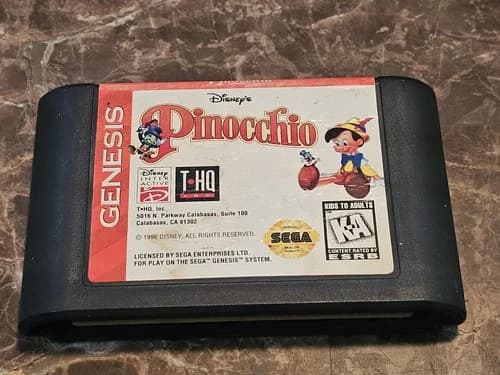 GENESIS
Disney's
Pinocchio
Disney
INTER
ACTIVE
T·HQ
T•HQ, Inc.
5016 N. Parkway Calabasas, Suite 100
Calabasas, CA 91302
© 1996 DISNEY, ALL RIGHTS RESERVED.
LICENSED BY SEGA ENTERPRISES LTD.
FOR PLAY ON THE SEGA™ GENESIS™ SYSTEM.
SEGA
KIDS TO ADULTS
K-A
CONTENT RATED BY
ESRB